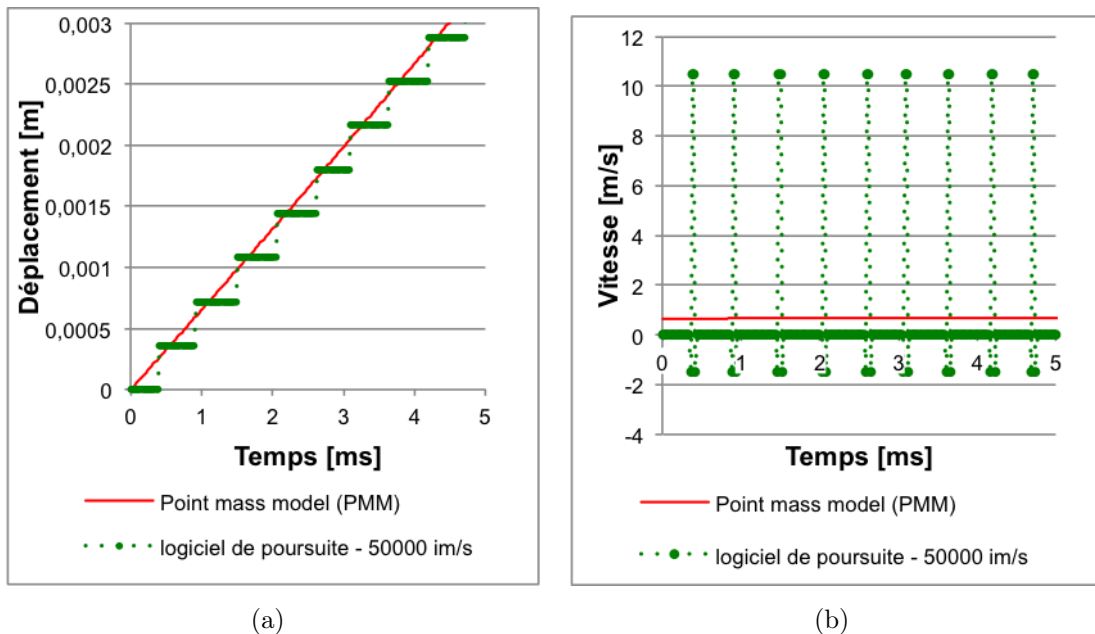 0,003
0,0025
0,002
0,0015
0,001
0,0005
0
Déplacement [m]
0 1 2 3 4 5
Temps [ms]
Point mass model (PMM)
logiciel de poursuite - 50000 im/s
(a)
12
10
8
6
4
2
0
-2
-4
Vitesse [m/s]
0 1 2 3 4 5
Temps [ms]
Point mass model (PMM)
logiciel de poursuite - 50000 im/s
(b)